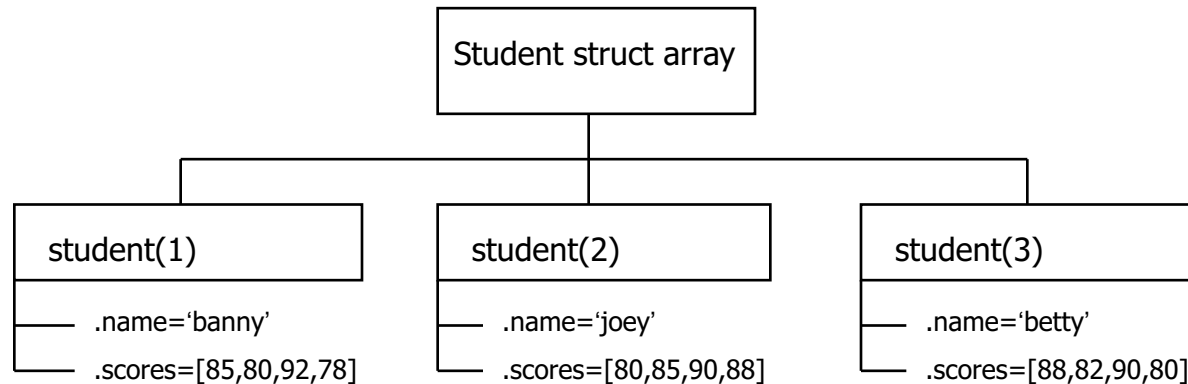 Student struct array
student(1)
.name=‘banny’
.scores=[85,80,92,78]
student(2)
.name=‘joey’
.scores=[80,85,90,88]
student(3)
.name=‘betty’
.scores=[88,82,90,80]